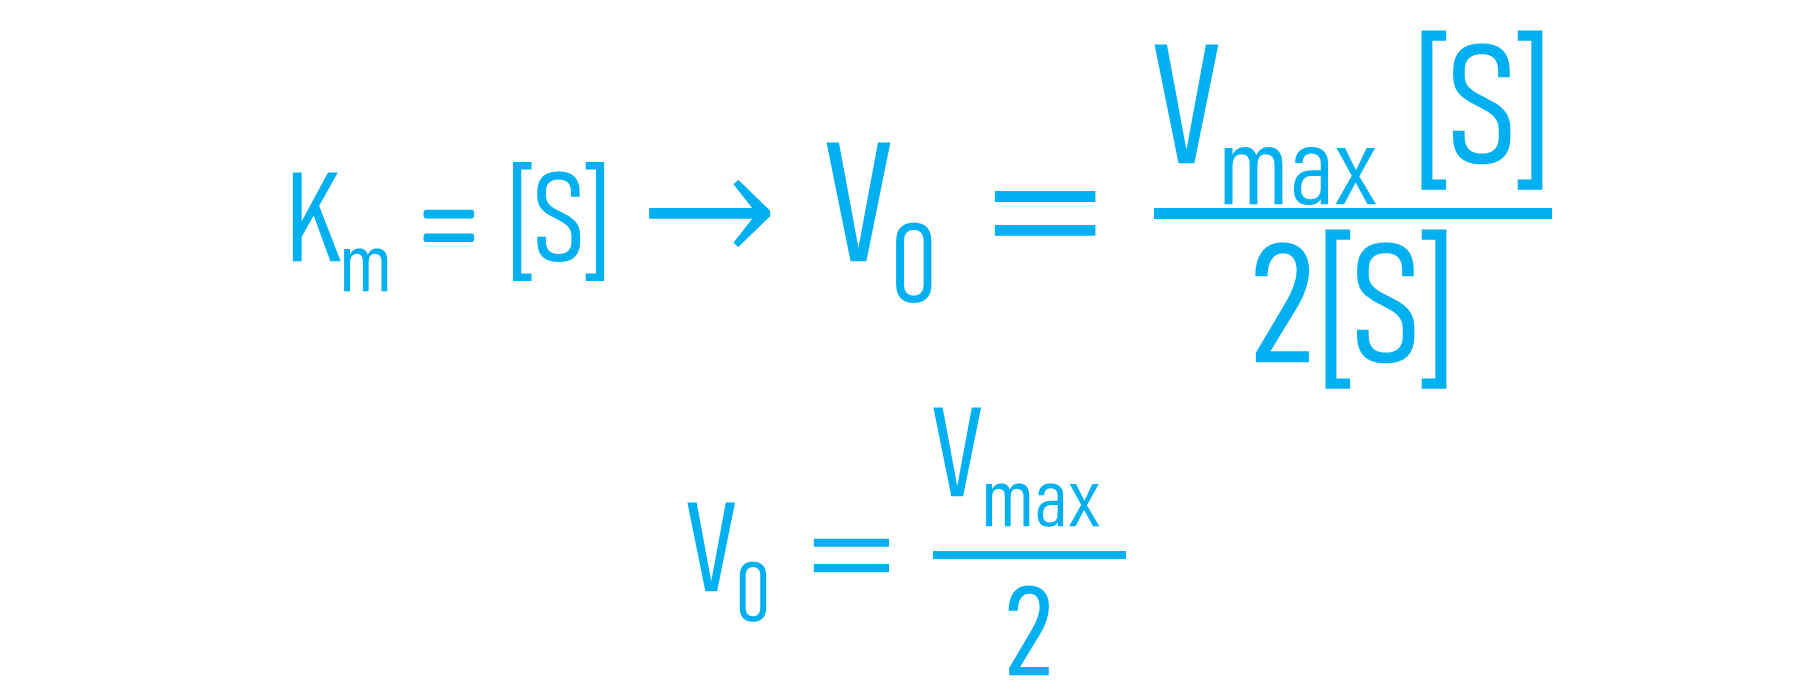 Kₘ = [S] → V₀ = Vₘₐₓ [S] / 2[S]
V₀ = Vₘₐₓ / 2